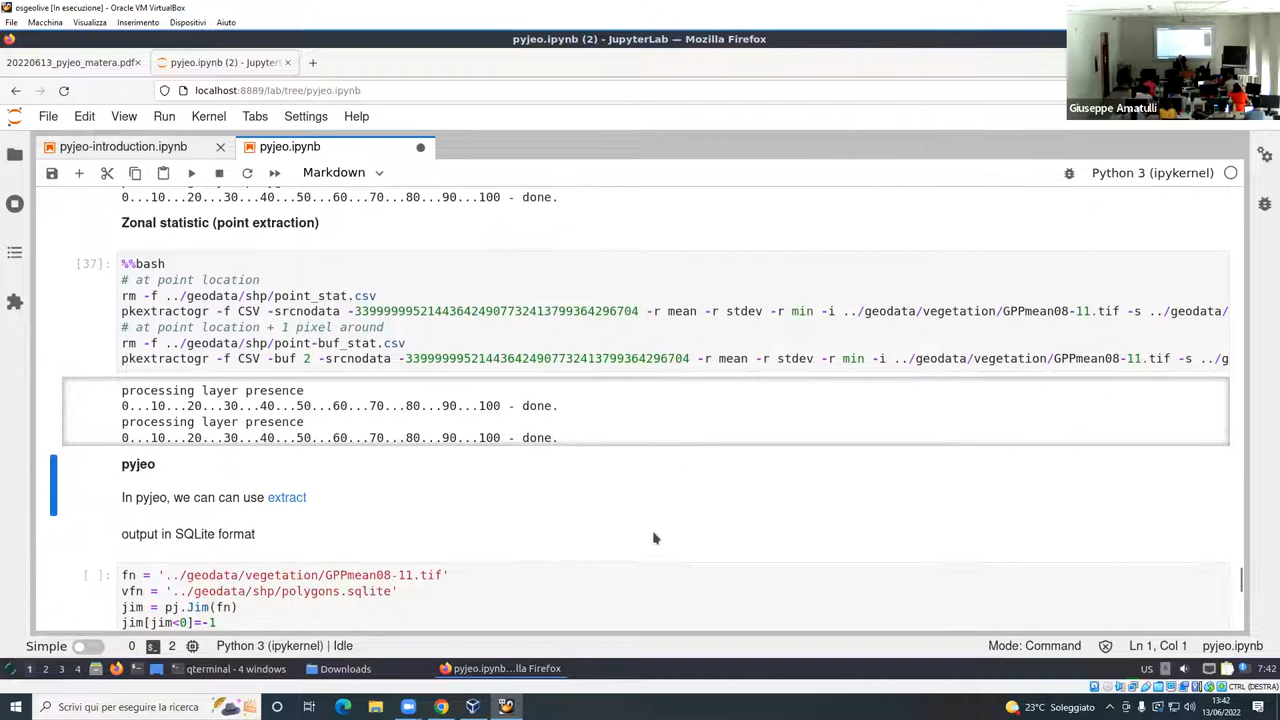 osgeolive [In esecuzione] - Oracle VM VirtualBox
File Macchina Visualizza Inserimento Dispositivi Aiuto
pyjeo.ipynb (2) - JupyterLab — Mozilla Firefox
20220613_pyjeo_matera.pdf
pyjeo.ipynb (2) - JupyterL
localhost:8889/lab/tree/pyjeo.ipynb
Giuseppe Amatulli
File Edit View Run Kernel Tabs Settings Help
pyjeo-introduction.ipynb
pyjeo.ipynb
Markdown
Python 3 (ipykernel)
0...10...20...30...40...50...60...70...80...90...100 - done.
Zonal statistic (point extraction)
[37]:
%%bash
# at point location
rm -f ../geodata/shp/point_stat.csv
pkextractogr -f CSV -srcnodata -339999995214436424907732413799364296704 -r mean -r stdev -r min -i ../geodata/vegetation/GPPmean08-11.tif -s ../geodata/
# at point location + 1 pixel around
rm -f ../geodata/shp/point-buf_stat.csv
pkextractogr -f CSV -buf 2 -srcnodata -339999995214436424907732413799364296704 -r mean -r stdev -r min -i ../geodata/vegetation/GPPmean08-11.tif -s ../g
processing layer presence
0...10...20...30...40...50...60...70...80...90...100 - done.
processing layer presence
0...10...20...30...40...50...60...70...80...90...100 - done.
pyjeo
In pyjeo, we can can use extract
output in SQLite format
[ ]:
fn = '../geodata/vegetation/GPPmean08-11.tif'
vfn = '../geodata/shp/polygons.sqlite'
jim = pj.Jim(fn)
jim[jim<0]=-1
Simple 0 2 Python 3 (ipykernel) | Idle Mode: Command Ln 1, Col 1 pyjeo.ipynb
1 2 3 4 qterminal - 4 windows Downloads pyjeo.ipynb...lla Firefox US 7:42
CTRL (DESTRA)
Scrivi qui per eseguire la ricerca
23°C Soleggiato
13:42
13/06/2022